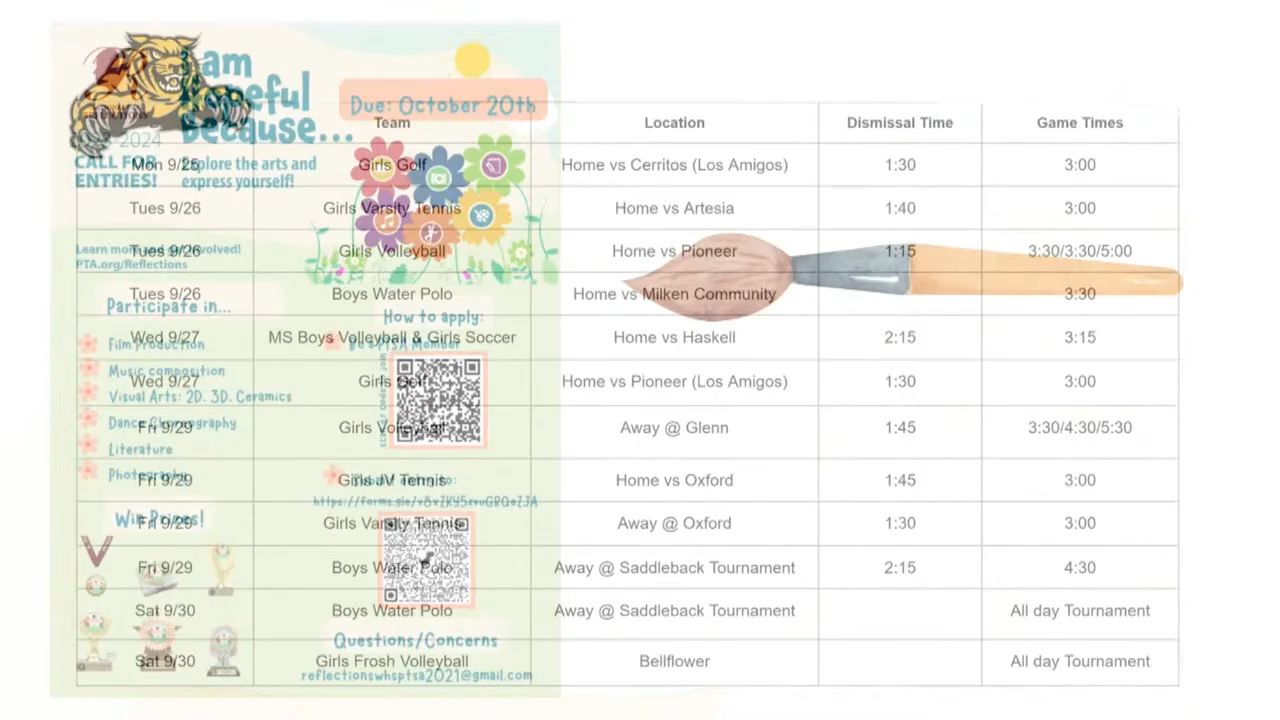 I am
Hopeful
Because...
Due: October 20th
REFLECTIONS
2023-2024
CALL FOR
ENTRIES!
Explore the arts and
express yourself!
Learn more and get involved!
PTA.org/Reflections
Participate in...
Film Production
Music composition
Visual Arts: 2D. 3D. Ceramics
Dance Choreography
Literature
Photography
Win Prizes!
How to apply:
Be a PTSA Member
https://forms.gle/v8xZKY5zvuGBQeZJA
Questions/Concerns
reflectionswhsptsa2021@gmail.com
Team Location Dismissal Time Game Times
Mon 9/25 Girls Golf Home vs Cerritos (Los Amigos) 1:30 3:00
Tues 9/26 Girls Varsity Tennis Home vs Artesia 1:40 3:00
Tues 9/26 Girls Volleyball Home vs Pioneer 1:15 3:30/3:30/5:00
Tues 9/26 Boys Water Polo Home vs Milken Community 3:30
Wed 9/27 MS Boys Volleyball & Girls Soccer Home vs Haskell 2:15 3:15
Wed 9/27 Girls Golf Home vs Pioneer (Los Amigos) 1:30 3:00
Fri 9/29 Girls Volleyball Away @ Glenn 1:45 3:30/4:30/5:30
Fri 9/29 Girls JV Tennis Home vs Oxford 1:45 3:00
Fri 9/29 Girls Varsity Tennis Away @ Oxford 1:30 3:00
Fri 9/29 Boys Water Polo Away @ Saddleback Tournament 2:15 4:30
Sat 9/30 Boys Water Polo Away @ Saddleback Tournament All day Tournament
Sat 9/30 Girls Frosh Volleyball Bellflower All day Tournament